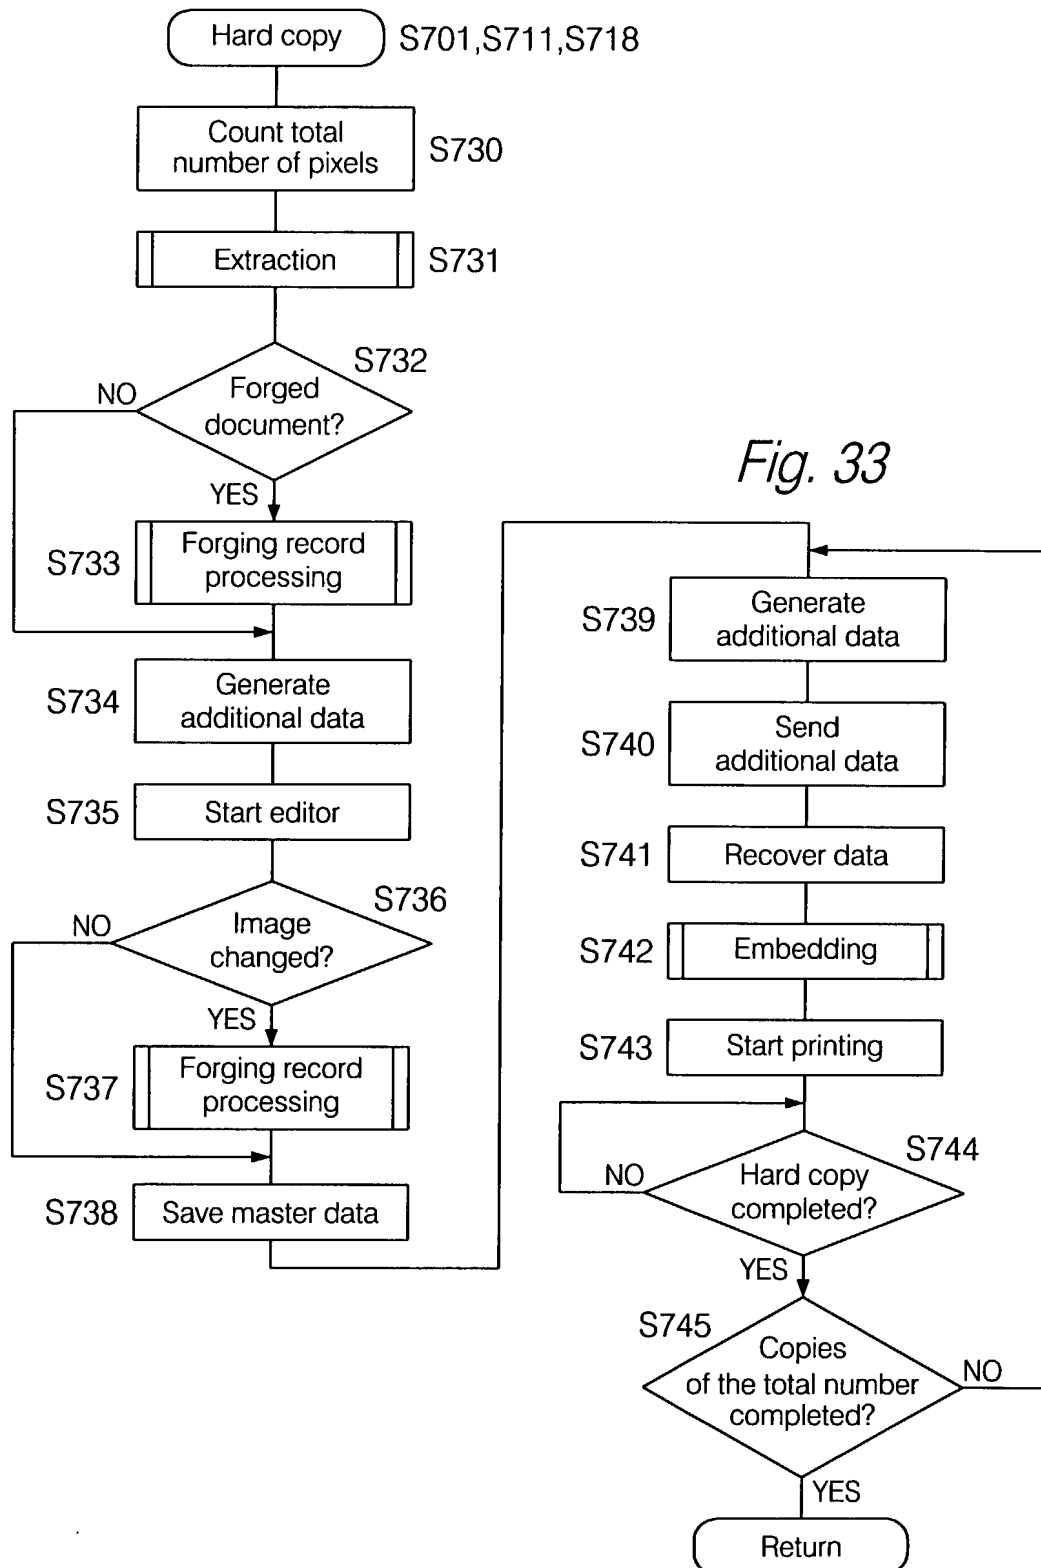 Hard copy
S701,S711,S718
Count total
number of pixels
S730
Extraction
S731
S732
NO
Forged
document?
YES
S733
Forging record
processing
S734
Generate
additional data
S735
Start editor
S736
NO
Image
changed?
YES
S737
Forging record
processing
S738
Save master data
Fig. 33
S739
Generate
additional data
S740
Send
additional data
S741
Recover data
S742
Embedding
S743
Start printing
S744
NO
Hard copy
completed?
YES
S745
Copies
of the total number
completed?
NO
YES
Return